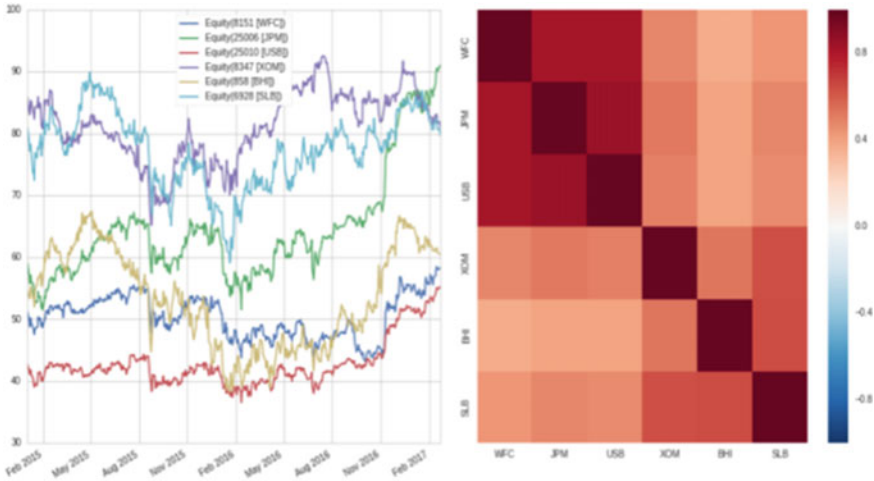 100
90
80
70
60
50
40
30
Equity(8151 [WFC])
Equity(25006 [JPM])
Equity(25010 [USB])
Equity(8347 [XOM])
Equity(858 [BHI])
Equity(6928 [SLB])
Feb 2015
May 2015
Aug 2015
Nov 2015
Feb 2016
May 2016
Aug 2016
Nov 2016
Feb 2017
WFC
JPM
USB
XOM
BHI
SLB
WFC JPM USB XOM BHI SLB
0.8
0.4
0.0
-0.4
-0.8